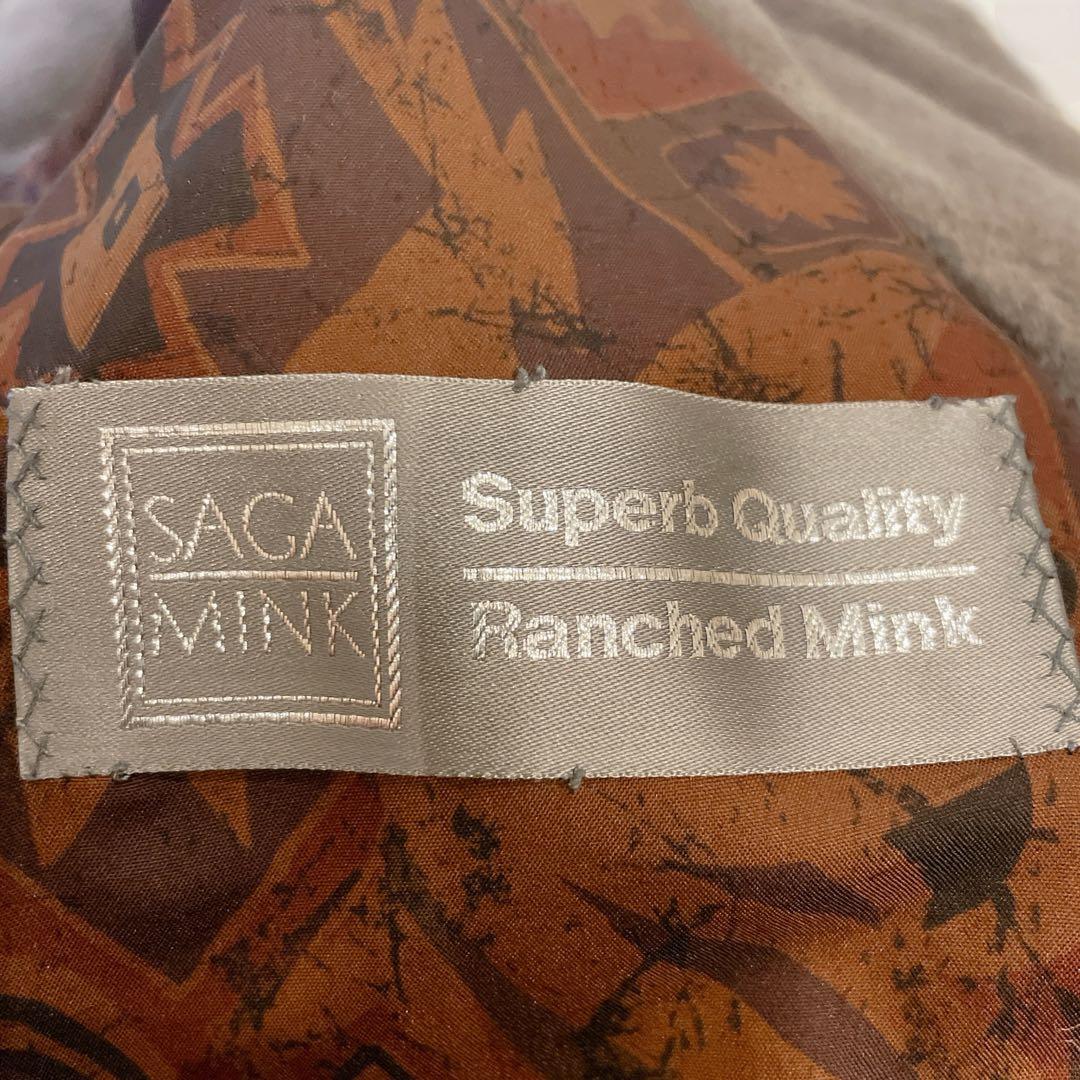 SAGA
MINK
Superb Quality
Ranched Mink